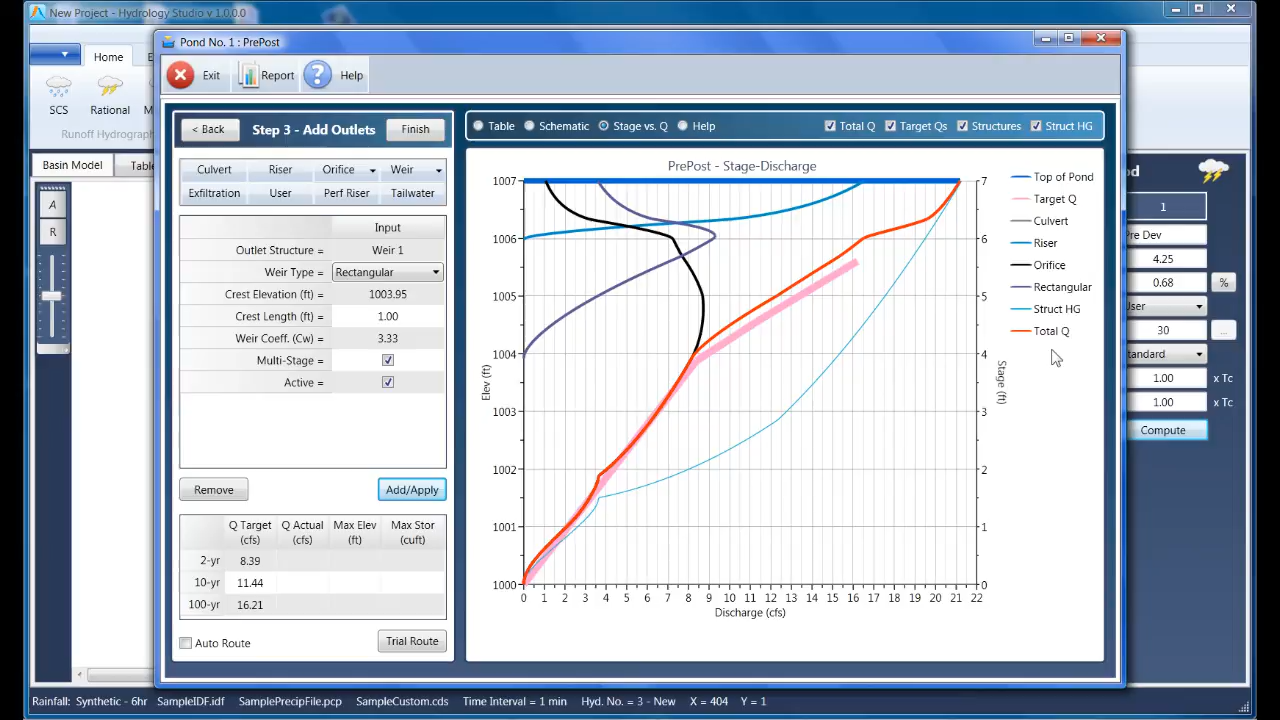 New Project - Hydrology Studio v 1.0.0.0
Pond No. 1 : PrePost
Home
Exit
Report
Help
SCS
Rational
Runoff Hydrograph
Basin Model
Table
A
R
< Back
Step 3 - Add Outlets
Finish
Culvert
Riser
Orifice
Weir
Exfiltration
User
Perf Riser
Tailwater
Input
Outlet Structure =
Weir 1
Weir Type =
Rectangular
Crest Elevation (ft) =
1003.95
Crest Length (ft) =
1.00
Weir Coeff. (Cw) =
3.33
Multi-Stage =
Active =
Remove
Add/Apply
Q Target (cfs)
Q Actual (cfs)
Max Elev (ft)
Max Stor (cuft)
2-yr
8.39
10-yr
11.44
100-yr
16.21
Auto Route
Trial Route
Table
Schematic
Stage vs. Q
Help
Total Q
Target Qs
Structures
Struct HG
PrePost - Stage-Discharge
1007
1006
1005
1004
1003
1002
1001
1000
Elev (ft)
7
6
5
4
3
2
1
0
Stage (ft)
0 1 2 3 4 5 6 7 8 9 10 11 12 13 14 15 16 17 18 19 20 21 22
Discharge (cfs)
Top of Pond
Target Q
Culvert
Riser
Orifice
Rectangular
Struct HG
Total Q
1
Pre Dev
4.25
0.68
%
User
30
...
1.00
x Tc
1.00
x Tc
Compute
Rainfall: Synthetic - 6hr
SampleIDF.idf
SamplePrecipFile.pcp
SampleCustom.cds
Time Interval = 1 min
Hyd. No. = 3 - New
X = 404
Y = 1